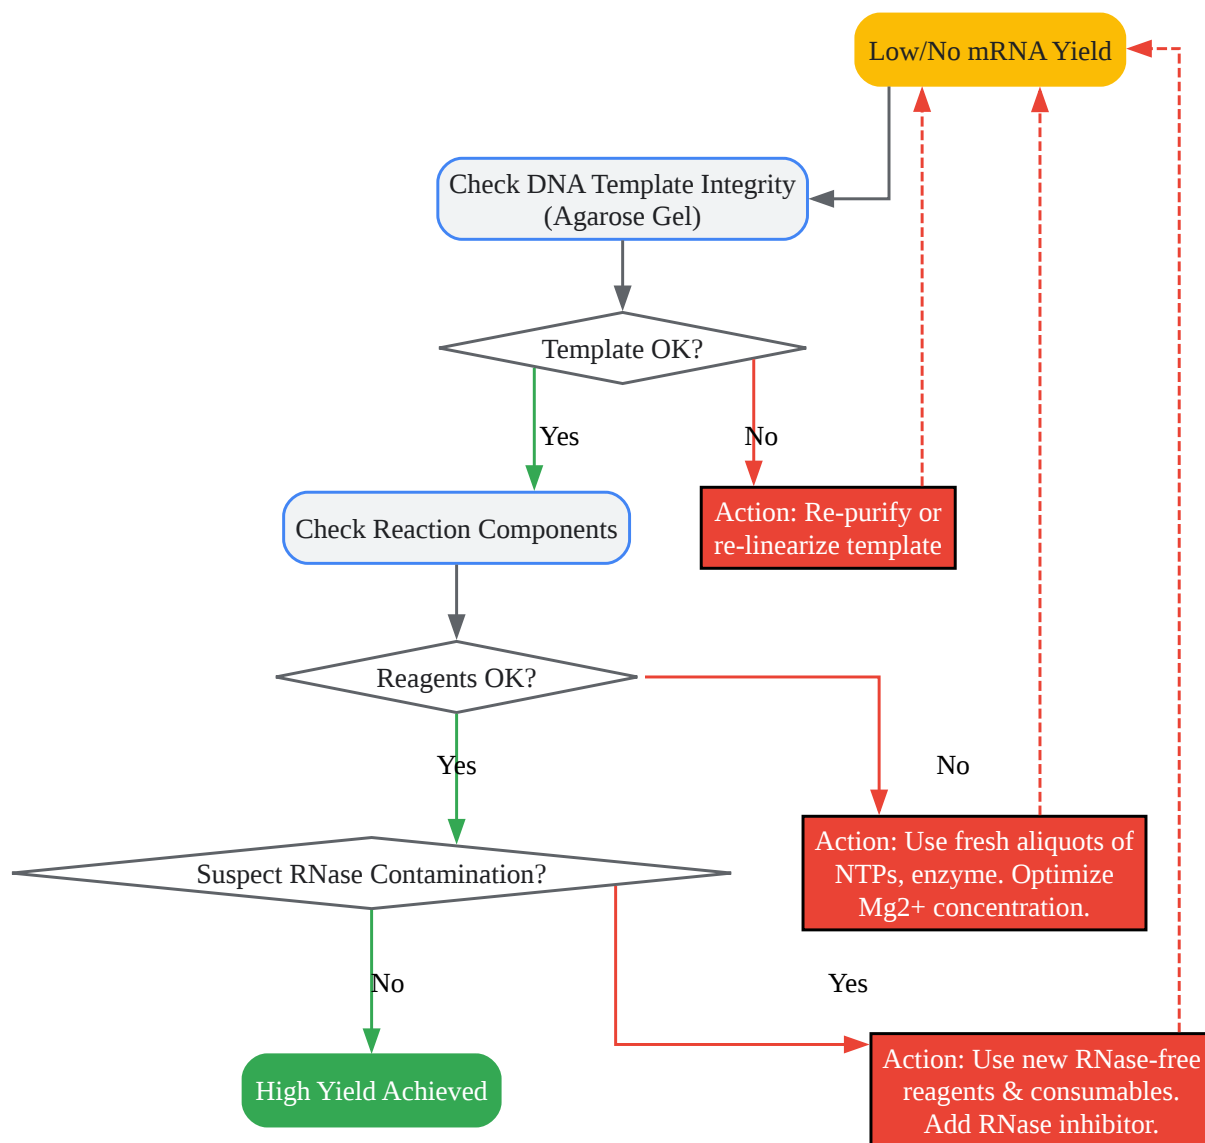 Low/No mRNA Yield
Check DNA Template Integrity
(Agarose Gel)
Template OK?
Yes
No
Action: Re-purify or
re-linearize template
Check Reaction Components
Reagents OK?
Yes
No
Action: Use fresh aliquots of
NTPs, enzyme. Optimize
Mg2+ concentration.
Suspect RNase Contamination?
No
Yes
High Yield Achieved
Action: Use new RNase-free
reagents & consumables.
Add RNase inhibitor.